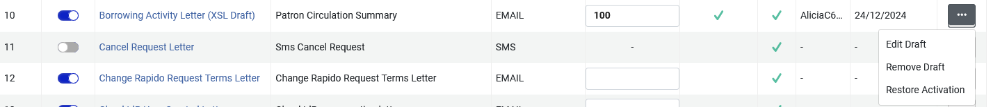 10 Borrowing Activity Letter (XSL Draft) Patron Circulation Summary EMAIL 100 AliciaC6… 24/12/2024 ...
Edit Draft
11 Cancel Request Letter Sms Cancel Request SMS - - -
Remove Draft
12 Change Rapido Request Terms Letter Change Rapido Request Terms Letter EMAIL - -
Restore Activation